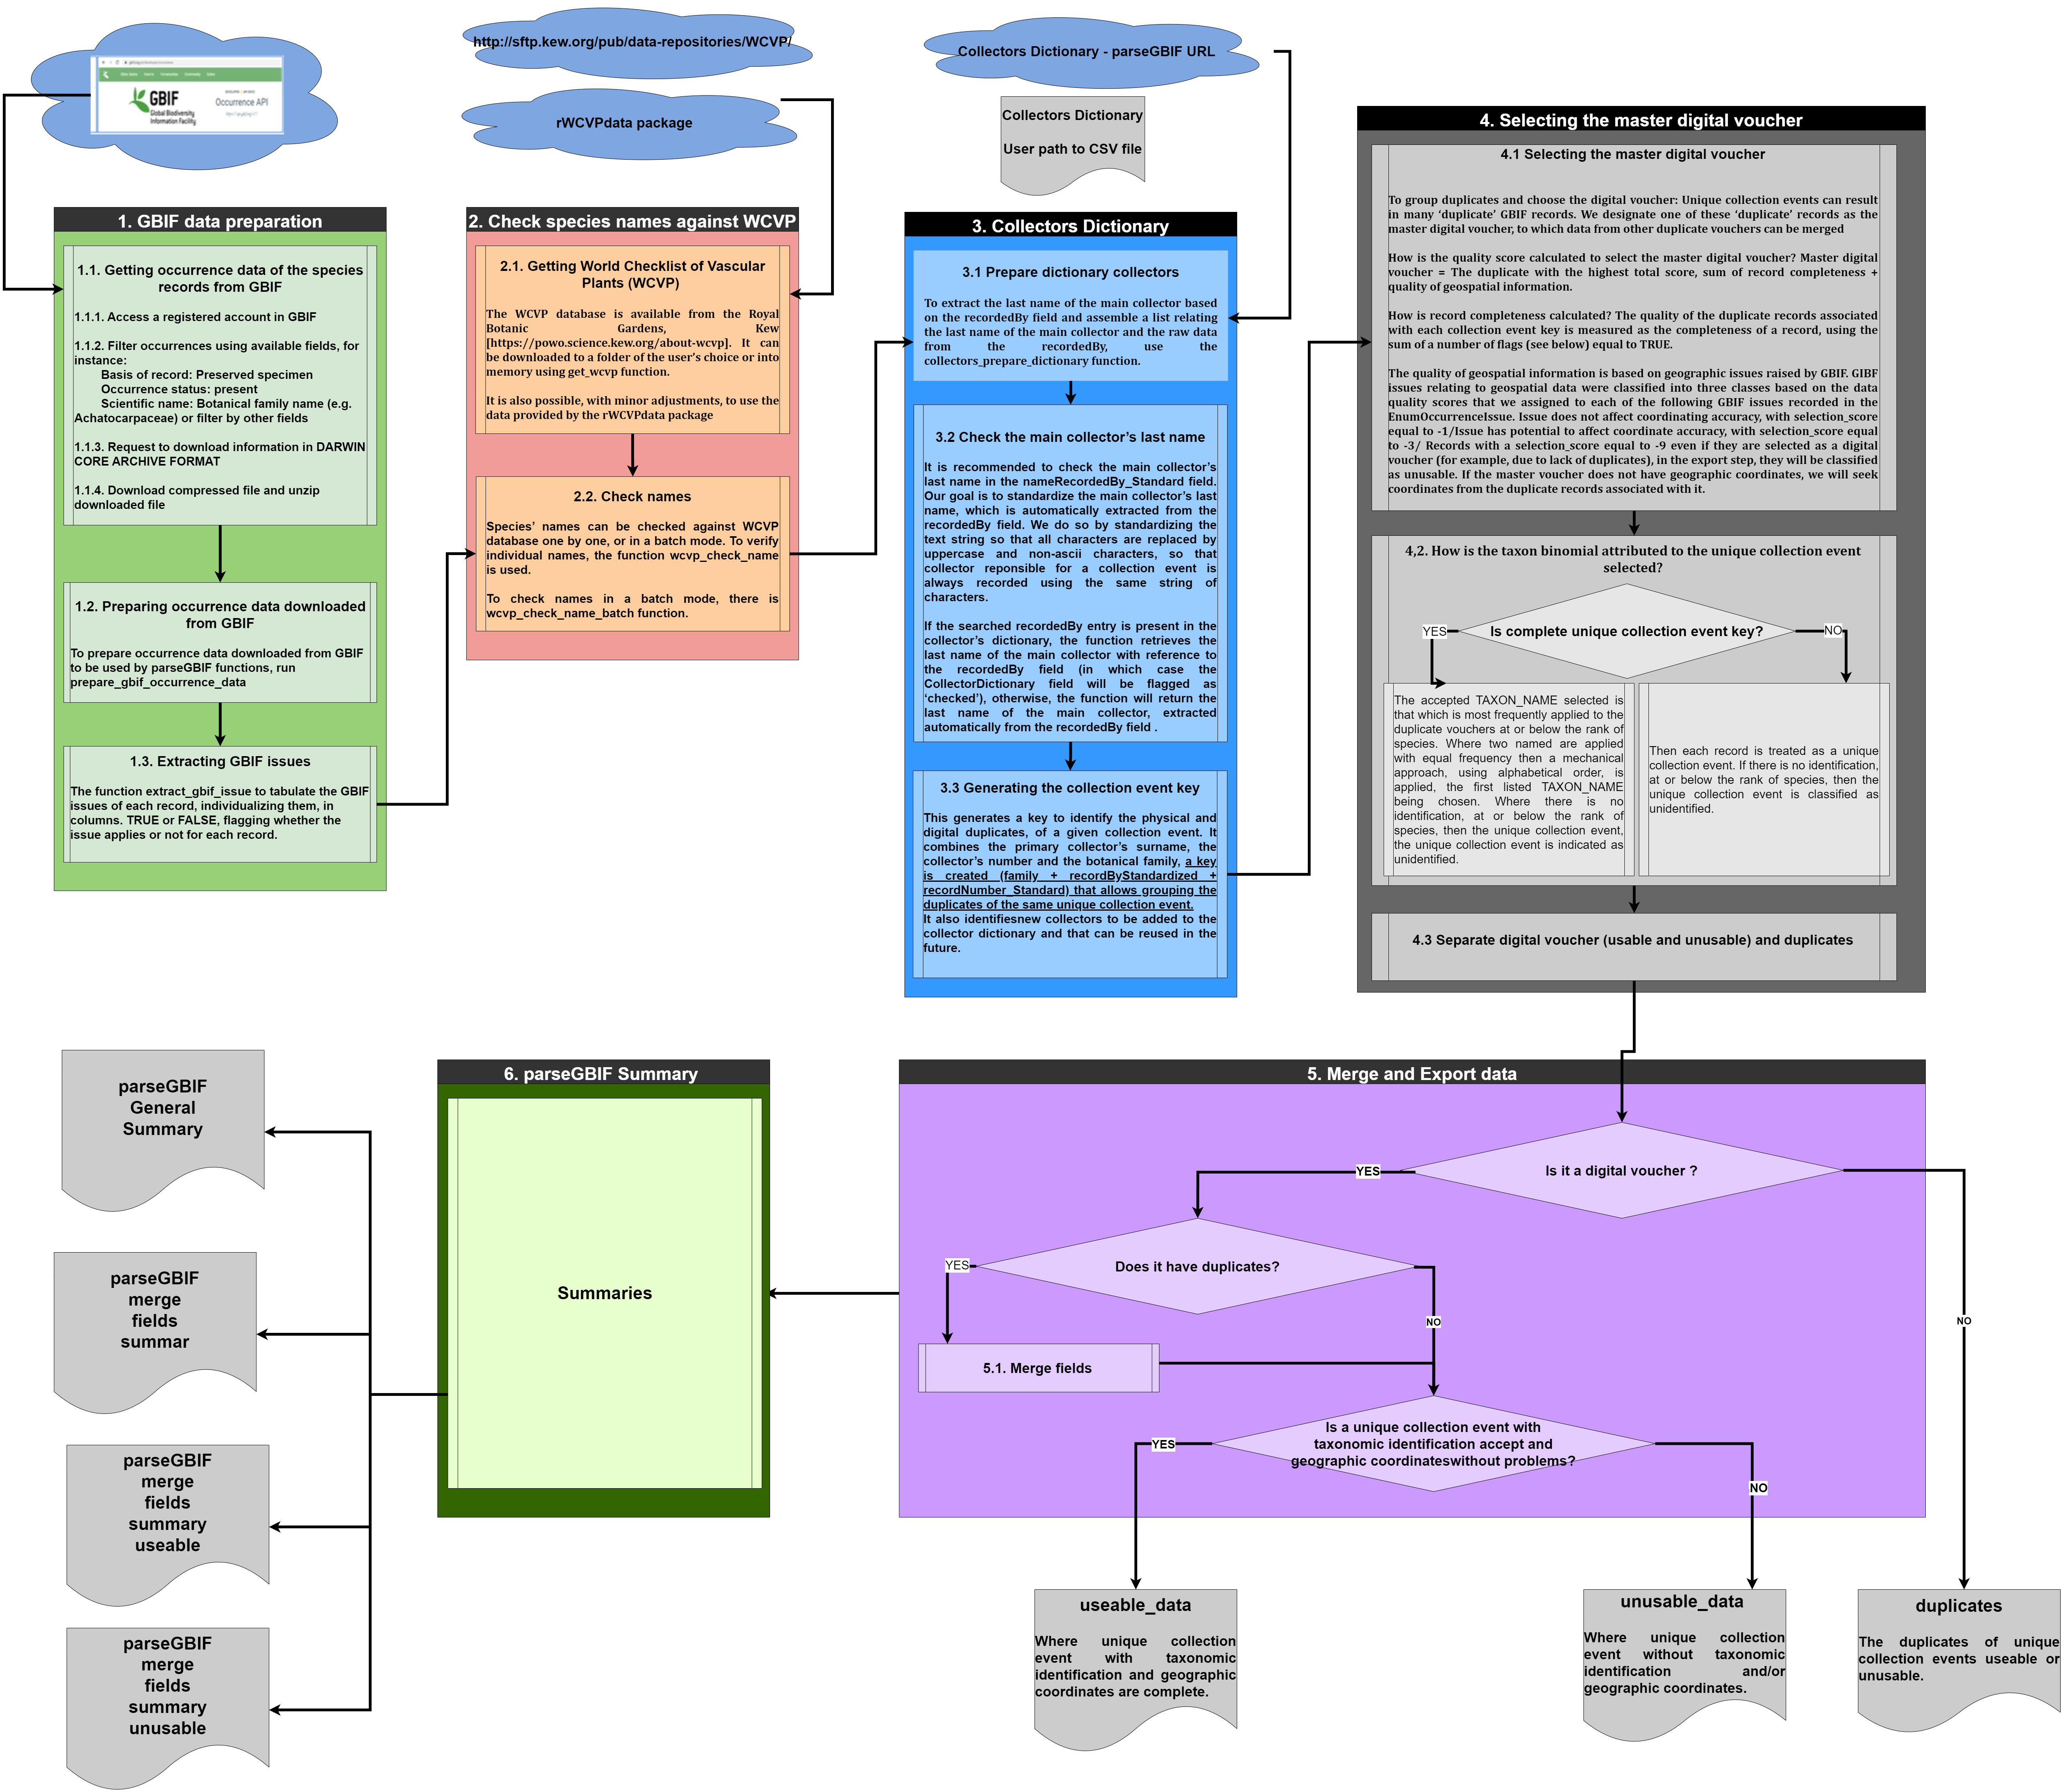 GBIF
Global Biodiversity
Information Facility
Occurrence API
http://sftp.kew.org/pub/data-repositories/WCVP/
rWCVPdata package
Collectors Dictionary - parseGBIF URL
Collectors Dictionary
User path to CSV file
1. GBIF data preparation
1.1. Getting occurrence data of the species
records from GBIF
1.1.1. Access a registered account in GBIF
1.1.2. Filter occurrences using available fields, for
instance:
Basis of record: Preserved specimen
Occurrence status: present
Scientific name: Botanical family name (e.g.
Achatocarpaceae) or filter by other fields
1.1.3. Request to download information in DARWIN
CORE ARCHIVE FORMAT
1.1.4. Download compressed file and unzip
downloaded file
1.2. Preparing occurrence data downloaded
from GBIF
To prepare occurrence data downloaded from GBIF
to be used by parseGBIF functions, run
prepare_gbif_occurrence_data
1.3. Extracting GBIF issues
The function extract_gbif_issue to tabulate the GBIF
issues of each record, individualizing them, in
columns. TRUE or FALSE, flagging whether the
issue applies or not for each record.
2. Check species names against WCVP
2.1. Getting World Checklist of Vascular
Plants (WCVP)
The WCVP database is available from the Royal
Botanic Gardens, Kew
[https://powo.science.kew.org/about-wcvp]. It can
be downloaded to a folder of the user's choice or into
memory using get_wcvp function.
It is also possible, with minor adjustments, to use the
data provided by the rWCVPdata package
2.2. Check names
Species' names can be checked against WCVP
database one by one, or in a batch mode. To verify
individual names, the function wcvp_check_name
is used.
To check names in a batch mode, there is
wcvp_check_name_batch function.
3. Collectors Dictionary
3.1 Prepare dictionary collectors
To extract the last name of the main collector based
on the recordedBy field and assemble a list relating
the last name of the main collector and the raw data
from the recordedBy, use the
collectors_prepare_dictionary function.
3.2 Check the main collector's last name
It is recommended to check the main collector's
last name in the nameRecordedBy_Standard field.
Our goal is to standardize the main collector's last
name, which is automatically extracted from the
recordedBy field. We do so by standardizing the
text string so that all characters are replaced by
uppercase and non-ascii characters, so that
collector reponsible for a collection event is
always recorded using the same string of
characters.
If the searched recordedBy entry is present in the
collector's dictionary, the function retrieves the
last name of the main collector with reference to
the recordedBy field (in which case the
CollectorDictionary field will be flagged as
'checked'), otherwise, the function will return the
last name of the main collector, extracted
automatically from the recordedBy field .
3.3 Generating the collection event key
This generates a key to identify the physical and
digital duplicates, of a given collection event. It
combines the primary collector's surname, the
collector's number and the botanical family, a key
is created (family + recordByStandardized +
recordNumber_Standard) that allows grouping the
duplicates of the same unique collection event.
It also identifiesnew collectors to be added to the
collector dictionary and that can be reused in the
future.
4. Selecting the master digital voucher
4.1 Selecting the master digital voucher
To group duplicates and choose the digital voucher: Unique collection events can result
in many 'duplicate' GBIF records. We designate one of these 'duplicate' records as the
master digital voucher, to which data from other duplicate vouchers can be merged
How is the quality score calculated to select the master digital voucher? Master digital
voucher = The duplicate with the highest total score, sum of record completeness +
quality of geospatial information.
How is record completeness calculated? The quality of the duplicate records associated
with each collection event key is measured as the completeness of a record, using the
sum of a number of flags (see below) equal to TRUE.
The quality of geospatial information is based on geographic issues raised by GBIF. GIBF
issues relating to geospatial data were classified into three classes based on the data
quality scores that we assigned to each of the following GBIF issues recorded in the
EnumOccurrenceIssue. Issue does not affect coordinating accuracy, with selection_score
equal to -1/Issue has potential to affect coordinate accuracy, with selection_score equal
to -3/ Records with a selection_score equal to -9 even if they are selected as a digital
voucher (for example, due to lack of duplicates), in the export step, they will be classified
as unusable. If the master voucher does not have geographic coordinates, we will seek
coordinates from the duplicate records associated with it.
4,2. How is the taxon binomial attributed to the unique collection event
selected?
Is complete unique collection event key?
YES
NO
The accepted TAXON_NAME selected is
that which is most frequently applied to the
duplicate vouchers at or below the rank of
species. Where two named are applied
with equal frequency then a mechanical
approach, using alphabetical order, is
applied, the first listed TAXON_NAME
being chosen. Where there is no
identification, at or below the rank of
species, then the unique collection event,
the unique collection event is indicated as
unidentified.
Then each record is treated as a unique
collection event. If there is no identification,
at or below the rank of species, then the
unique collection event is classified as
unidentified.
4.3 Separate digital voucher (usable and unusable) and duplicates
5. Merge and Export data
Is it a digital voucher ?
YES
NO
Does it have duplicates?
YES
NO
5.1. Merge fields
Is a unique collection event with
taxonomic identification accept and
geographic coordinateswithout problems?
YES
NO
useable_data
Where unique collection
event with taxonomic
identification and geographic
coordinates are complete.
unusable_data
Where unique collection
event without taxonomic
identification and/or
geographic coordinates.
duplicates
The duplicates of unique
collection events useable or
unusable.
6. parseGBIF Summary
Summaries
parseGBIF
General
Summary
parseGBIF
merge
fields
summar
parseGBIF
merge
fields
summary
useable
parseGBIF
merge
fields
summary
unusable